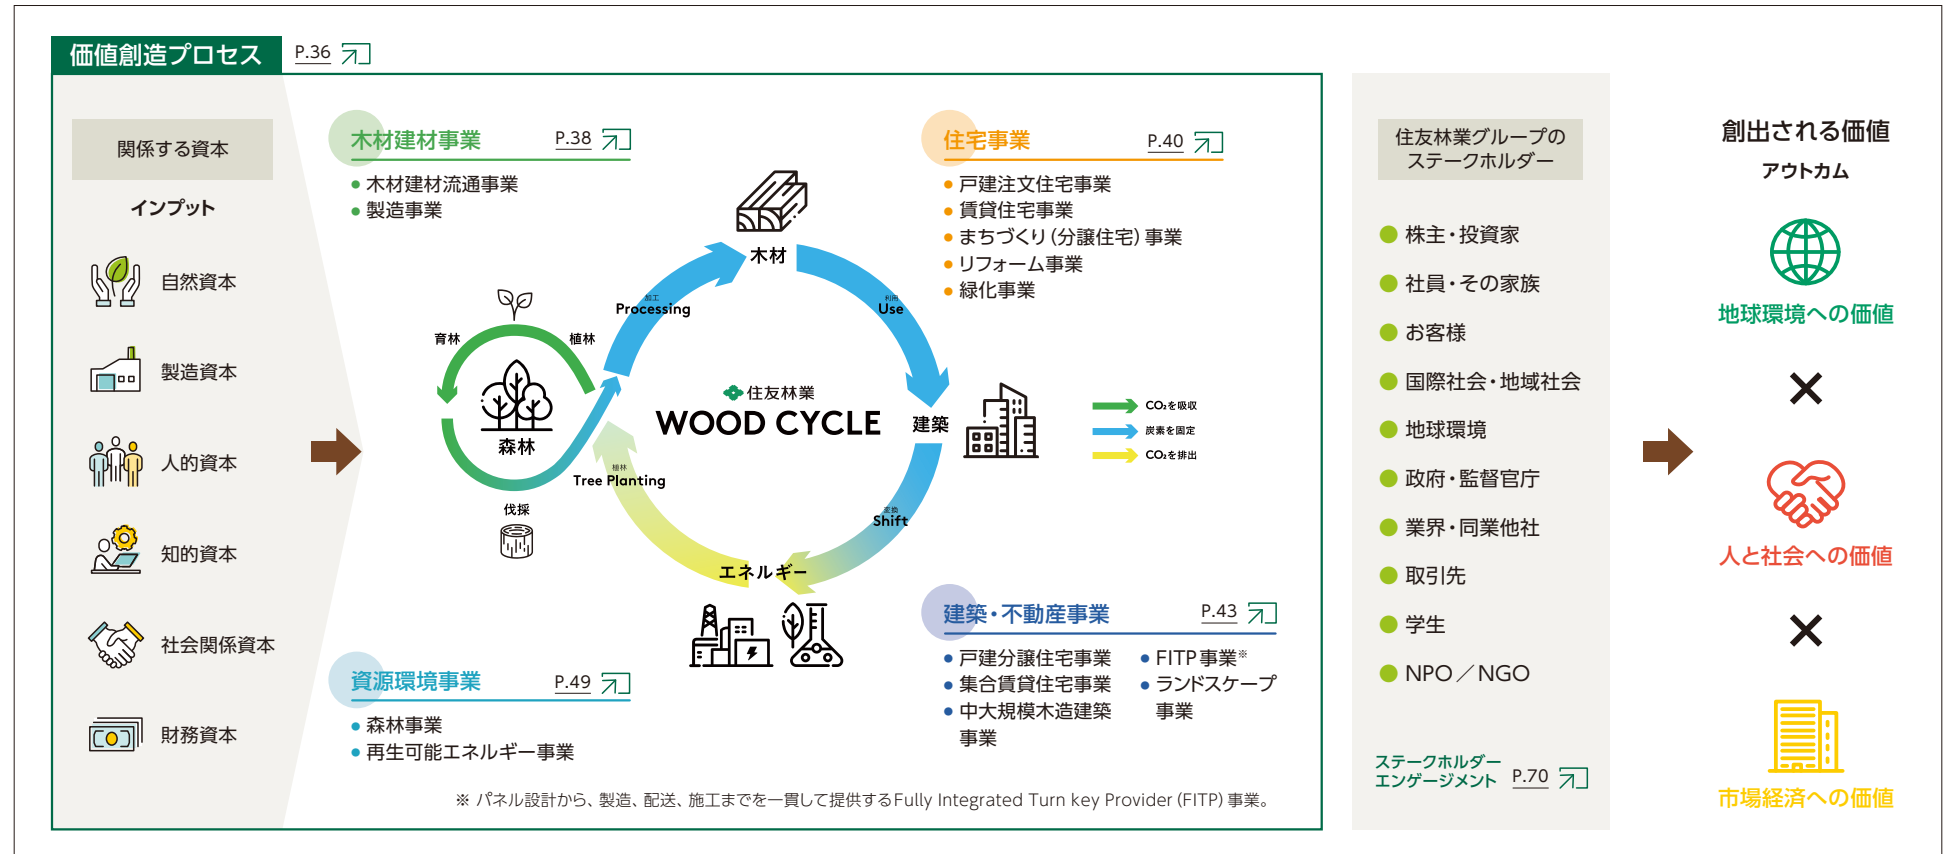 価値創造プロセス
P.36
関係する資本
インプット
自然資本
製造資本
人的資本
知的資本
社会関係資本
財務資本
木材建材事業
P.38
● 木材建材流通事業
● 製造事業
住宅事業
P.40
● 戸建注文住宅事業
● 賃貸住宅事業
● まちづくり（分譲住宅）事業
● リフォーム事業
● 緑化事業
木材
加工
Processing
利用
Use
育林
植林
森林
伐採
住友林業
WOOD CYCLE
建築
植林
Tree Planting
変換
Shift
エネルギー
CO₂を吸収
炭素を固定
CO₂を排出
資源環境事業
P.49
● 森林事業
● 再生可能エネルギー事業
建築・不動産事業
P.43
● 戸建分譲住宅事業
● 集合賃貸住宅事業
● 中大規模木造建築
事業
● FITP事業※
● ランドスケープ
事業
※ パネル設計から、製造、配送、施工までを一貫して提供するFully Integrated Turn key Provider（FITP）事業。
住友林業グループの
ステークホルダー
● 株主・投資家
● 社員・その家族
● お客様
● 国際社会・地域社会
● 地球環境
● 政府・監督官庁
● 業界・同業他社
● 取引先
● 学生
● NPO／NGO
ステークホルダー
エンゲージメント P.70
創出される価値
アウトカム
地球環境への価値
×
人と社会への価値
×
市場経済への価値